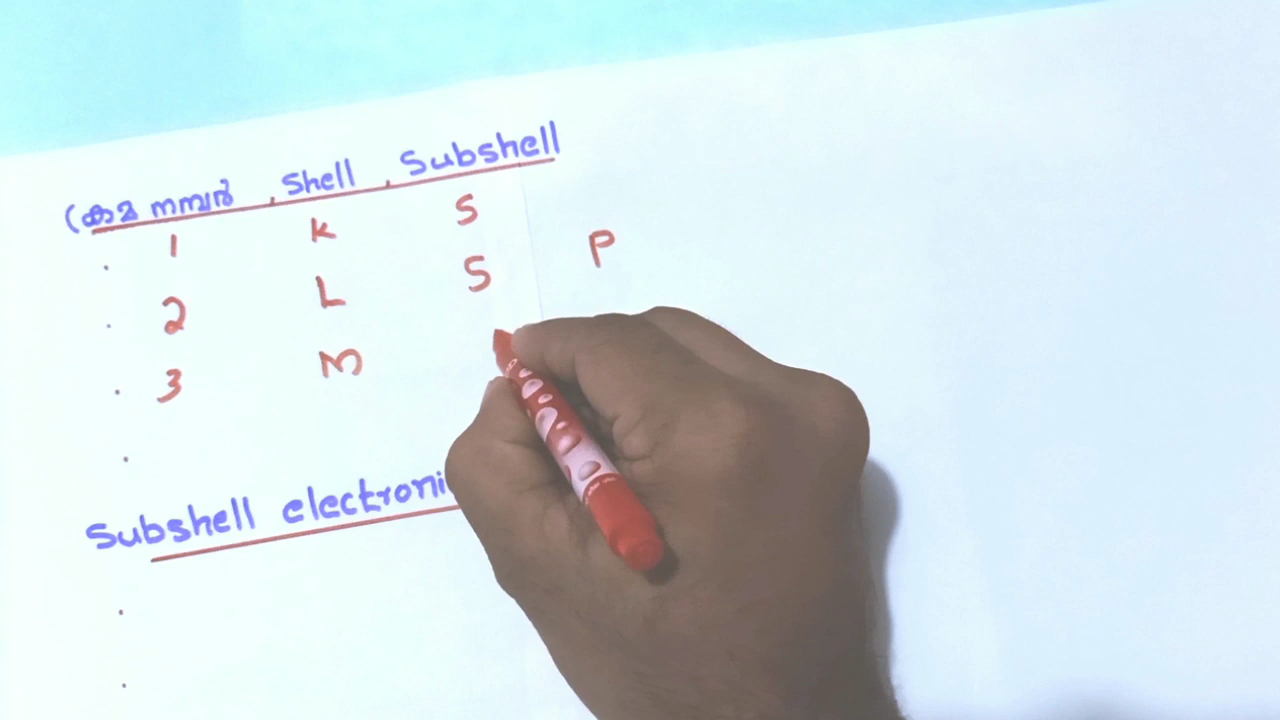 (ക്രമ നമ്പർ , Shell , Subshell
. 1 K S
. 2 L S P
. 3 M
.
Subshell electroni
.
.